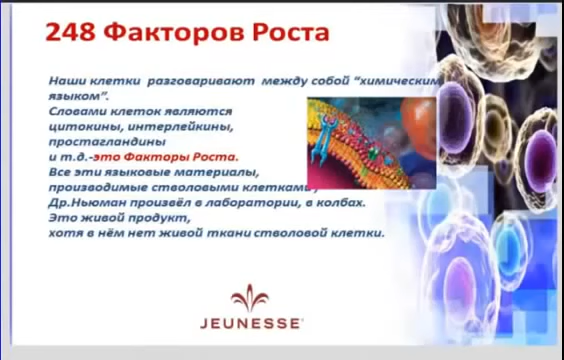 248 Факторов Роста
Наши клетки разговаривают между собой “химическим
языком”.
Словами клеток являются
цитокины, интерлейкины,
простагландины
и т.д.-это Факторы Роста.
Все эти языковые материалы,
производимые стволовыми клетками,
Др.Ньюман произвёл в лаборатории, в колбах.
Это живой продукт,
хотя в нём нет живой ткани стволовой клетки.
JEUNESSE